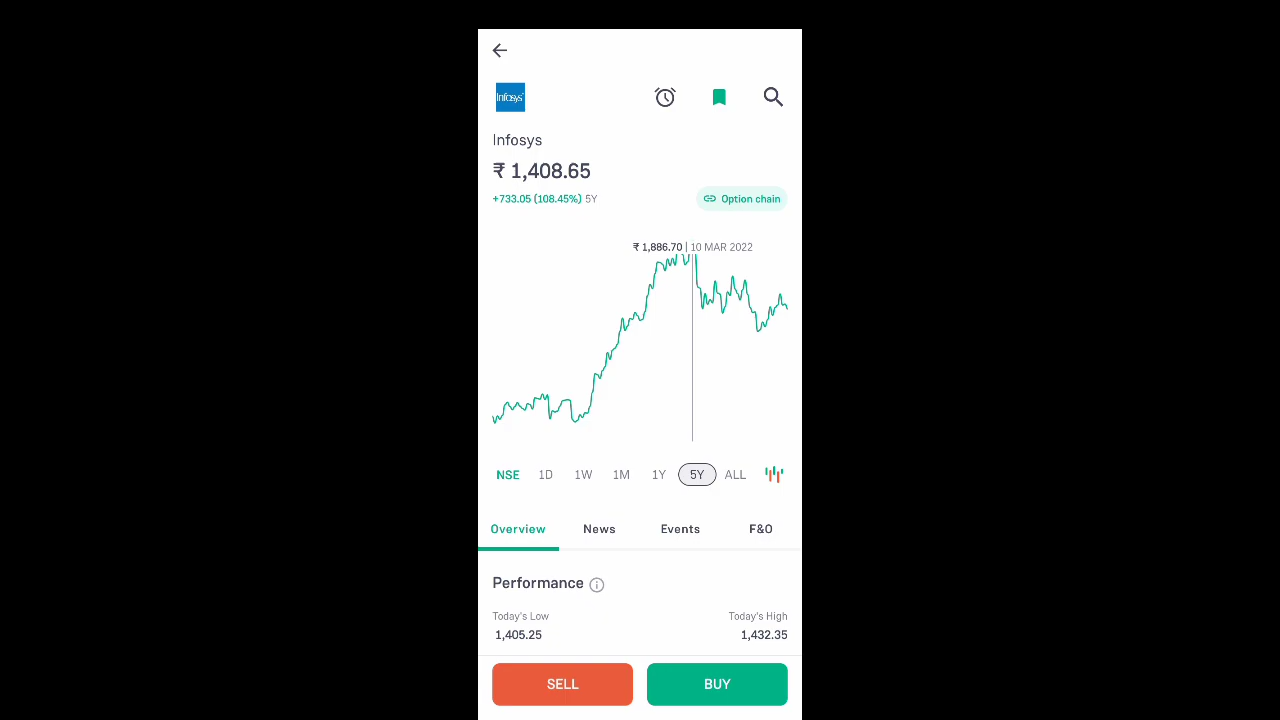 Infosys
Infosys
₹ 1,408.65
+733.05 (108.45%) 5Y
Option chain
₹ 1,886.70 | 10 MAR 2022
NSE 1D 1W 1M 1Y 5Y ALL
Overview News Events F&O
Performance
Today's Low Today's High
1,405.25 1,432.35
SELL BUY